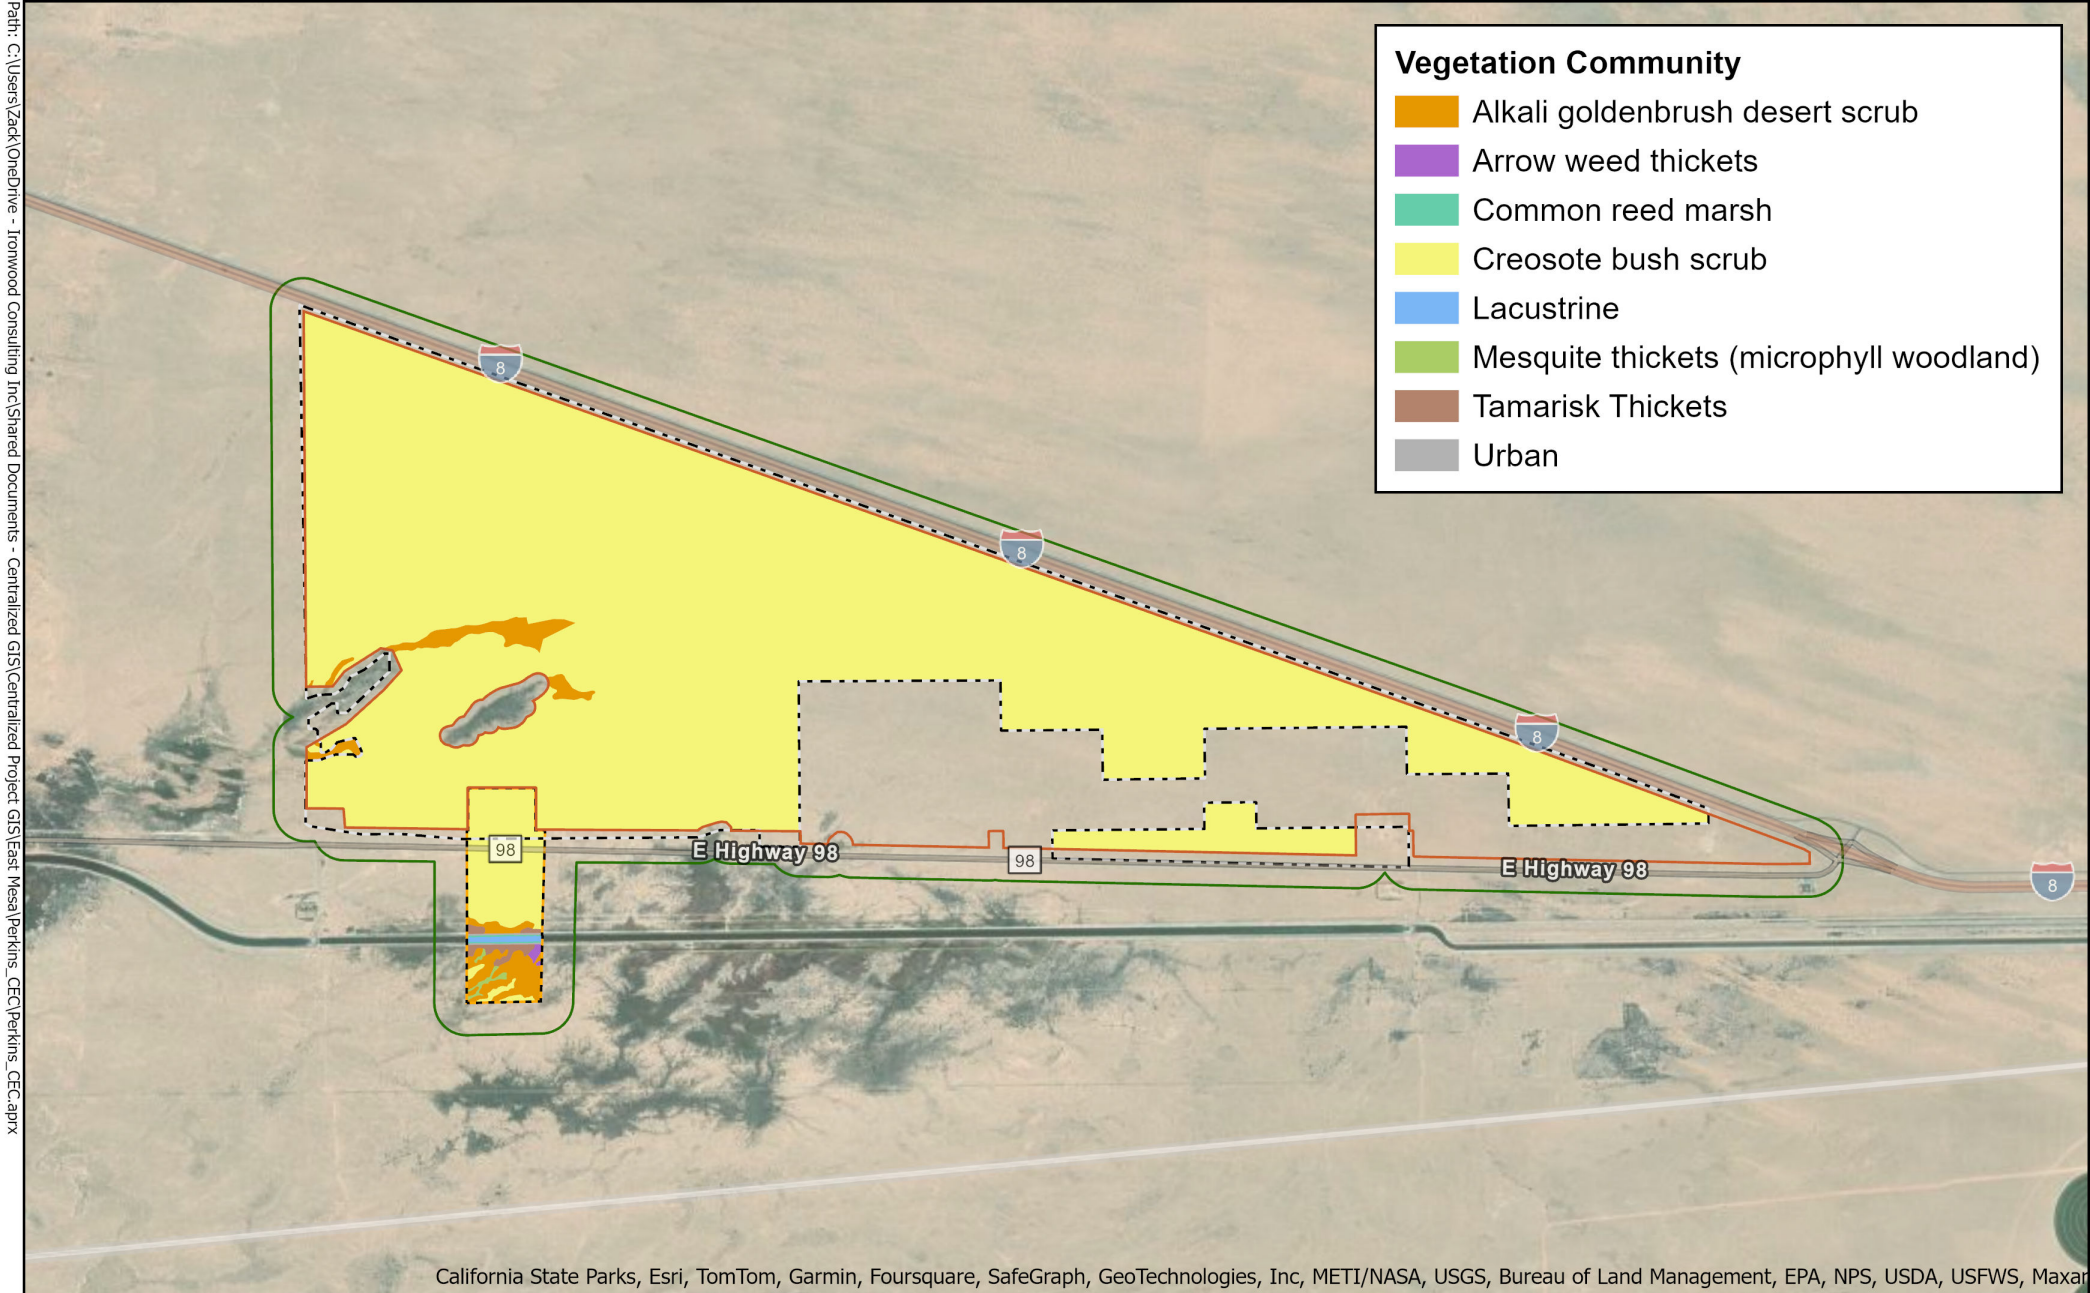 Path: C:\Users\Zack\OneDrive - Ironwood Consulting Inc\Shared Documents - Centralized GIS\Centralized Project GIS\East Mesa\Perkins_CEC\Perkins_CEC.aprx
Vegetation Community
Alkali goldenbrush desert scrub
Arrow weed thickets
Common reed marsh
Creosote bush scrub
Lacustrine
Mesquite thickets (microphyll woodland)
Tamarisk Thickets
Urban
8
8
8
98
E Highway 98
98
E Highway 98
8
California State Parks, Esri, TomTom, Garmin, Foursquare, SafeGraph, GeoTechnologies, Inc, METI/NASA, USGS, Bureau of Land Management, EPA, NPS, USDA, USFWS, Maxar